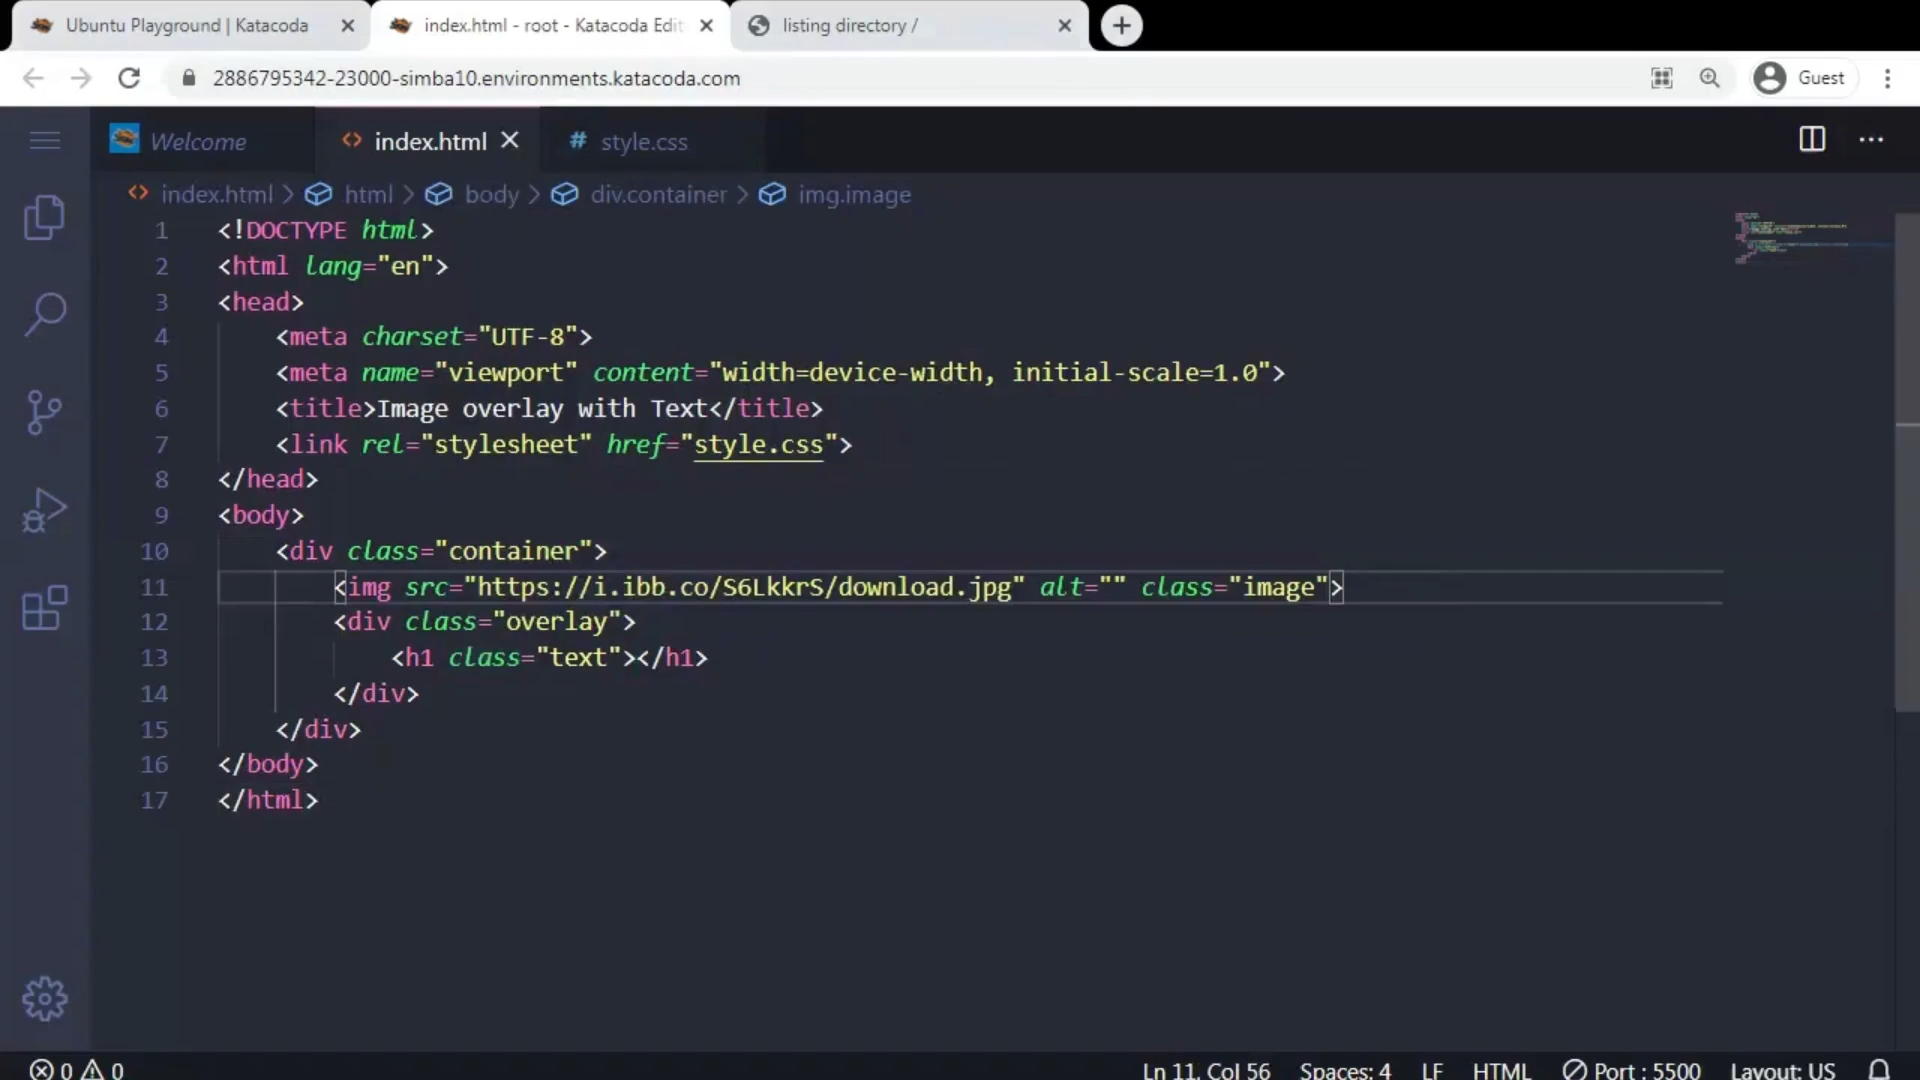 Ubuntu Playground | Katacoda
index.html - root - Katacoda Edit
listing directory /
2886795342-23000-simba10.environments.katacoda.com
Guest
Welcome
index.html
# style.css
index.html > html > body > div.container > img.image
1 <!DOCTYPE html>
2 <html lang="en">
3 <head>
4 <meta charset="UTF-8">
5 <meta name="viewport" content="width=device-width, initial-scale=1.0">
6 <title>Image overlay with Text</title>
7 <link rel="stylesheet" href="style.css">
8 </head>
9 <body>
10 <div class="container">
11 <img src="https://i.ibb.co/S6LkkrS/download.jpg" alt="" class="image">
12 <div class="overlay">
13 <h1 class="text"></h1>
14 </div>
15 </div>
16 </body>
17 </html>
0 0 Ln 11, Col 56 Spaces: 4 LF HTML Port : 5500 Layout: US